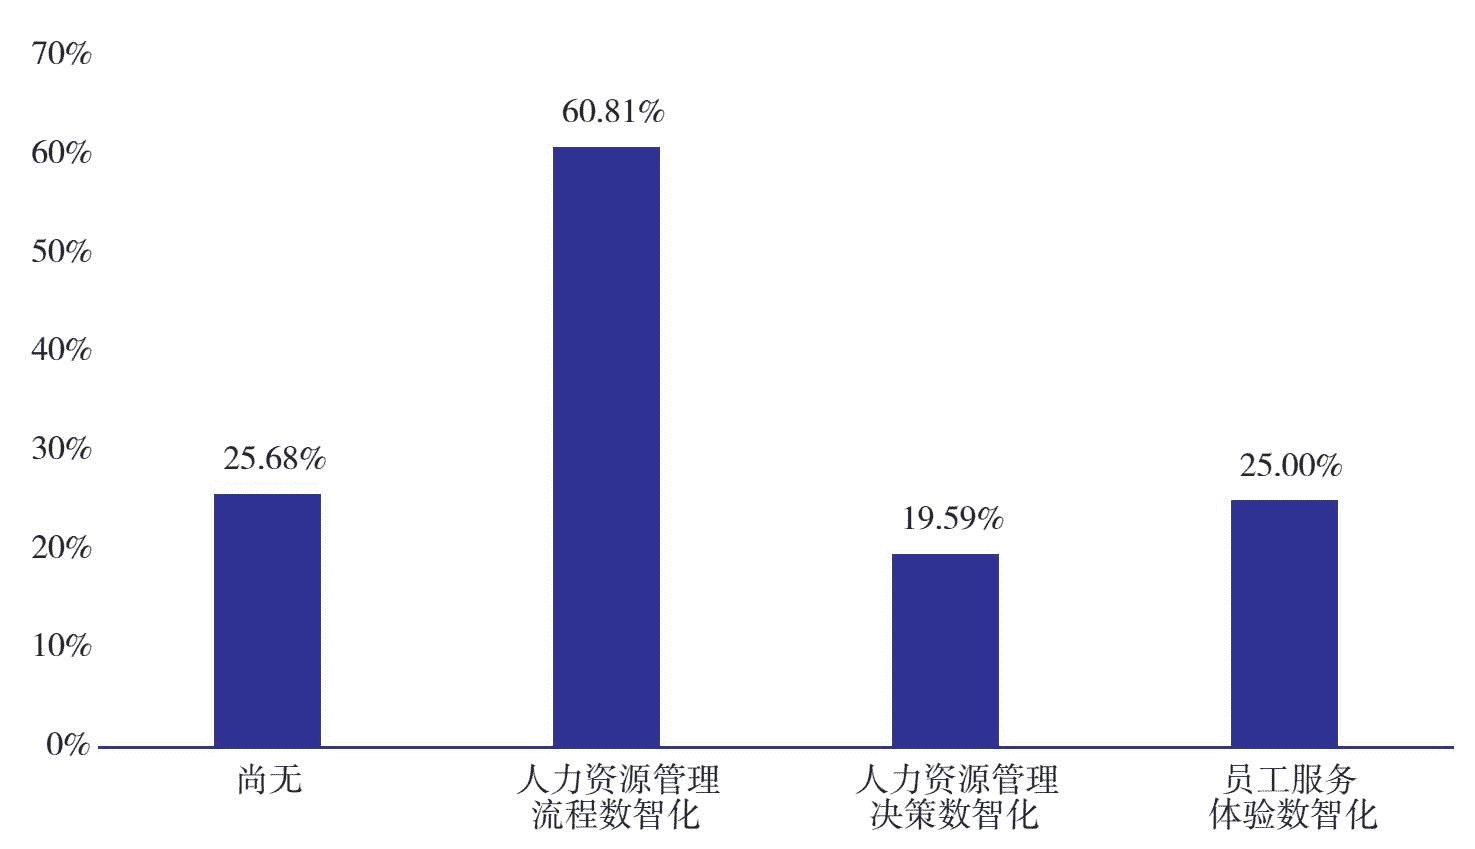 70%
60%
50%
40%
30%
20%
10%
0%
25.68%
60.81%
19.59%
25.00%
尚无
人力资源管理
流程数智化
人力资源管理
决策数智化
员工服务
体验数智化